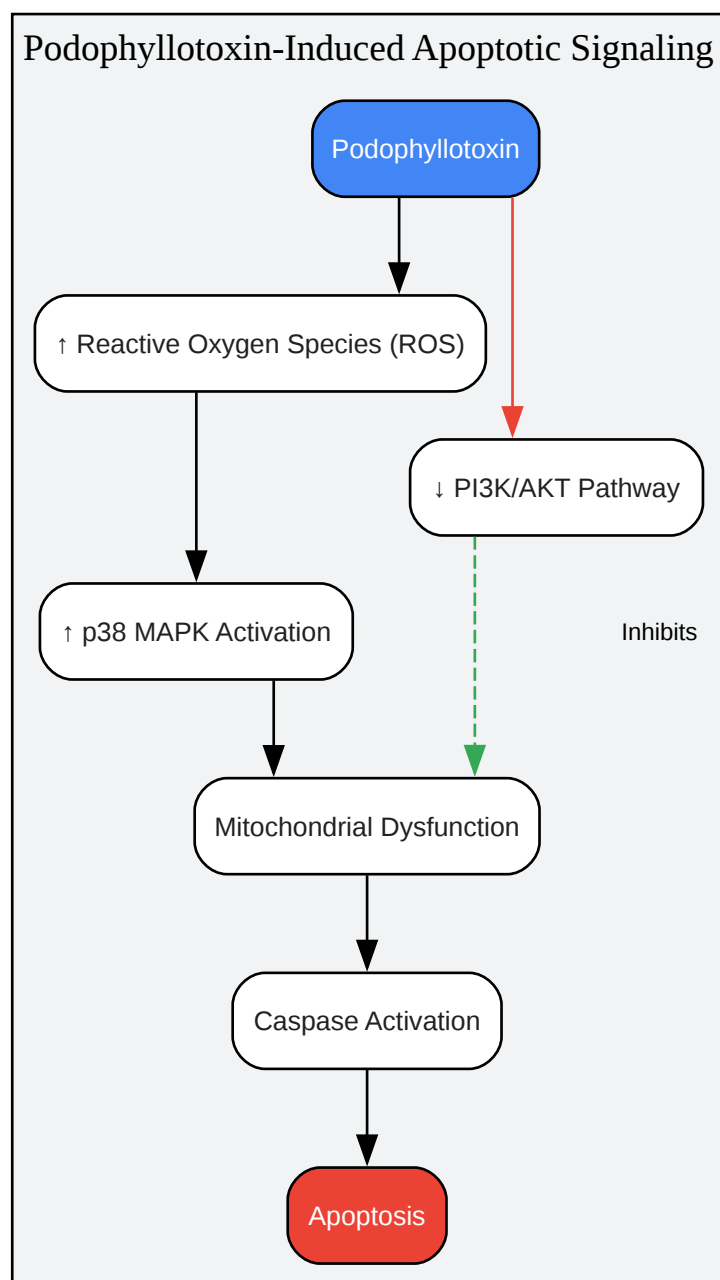 Podophyllotoxin-Induced Apoptotic Signaling
Podophyllotoxin
↑ Reactive Oxygen Species (ROS)
↓ PI3K/AKT Pathway
↑ p38 MAPK Activation
Inhibits
Mitochondrial Dysfunction
Caspase Activation
Apoptosis